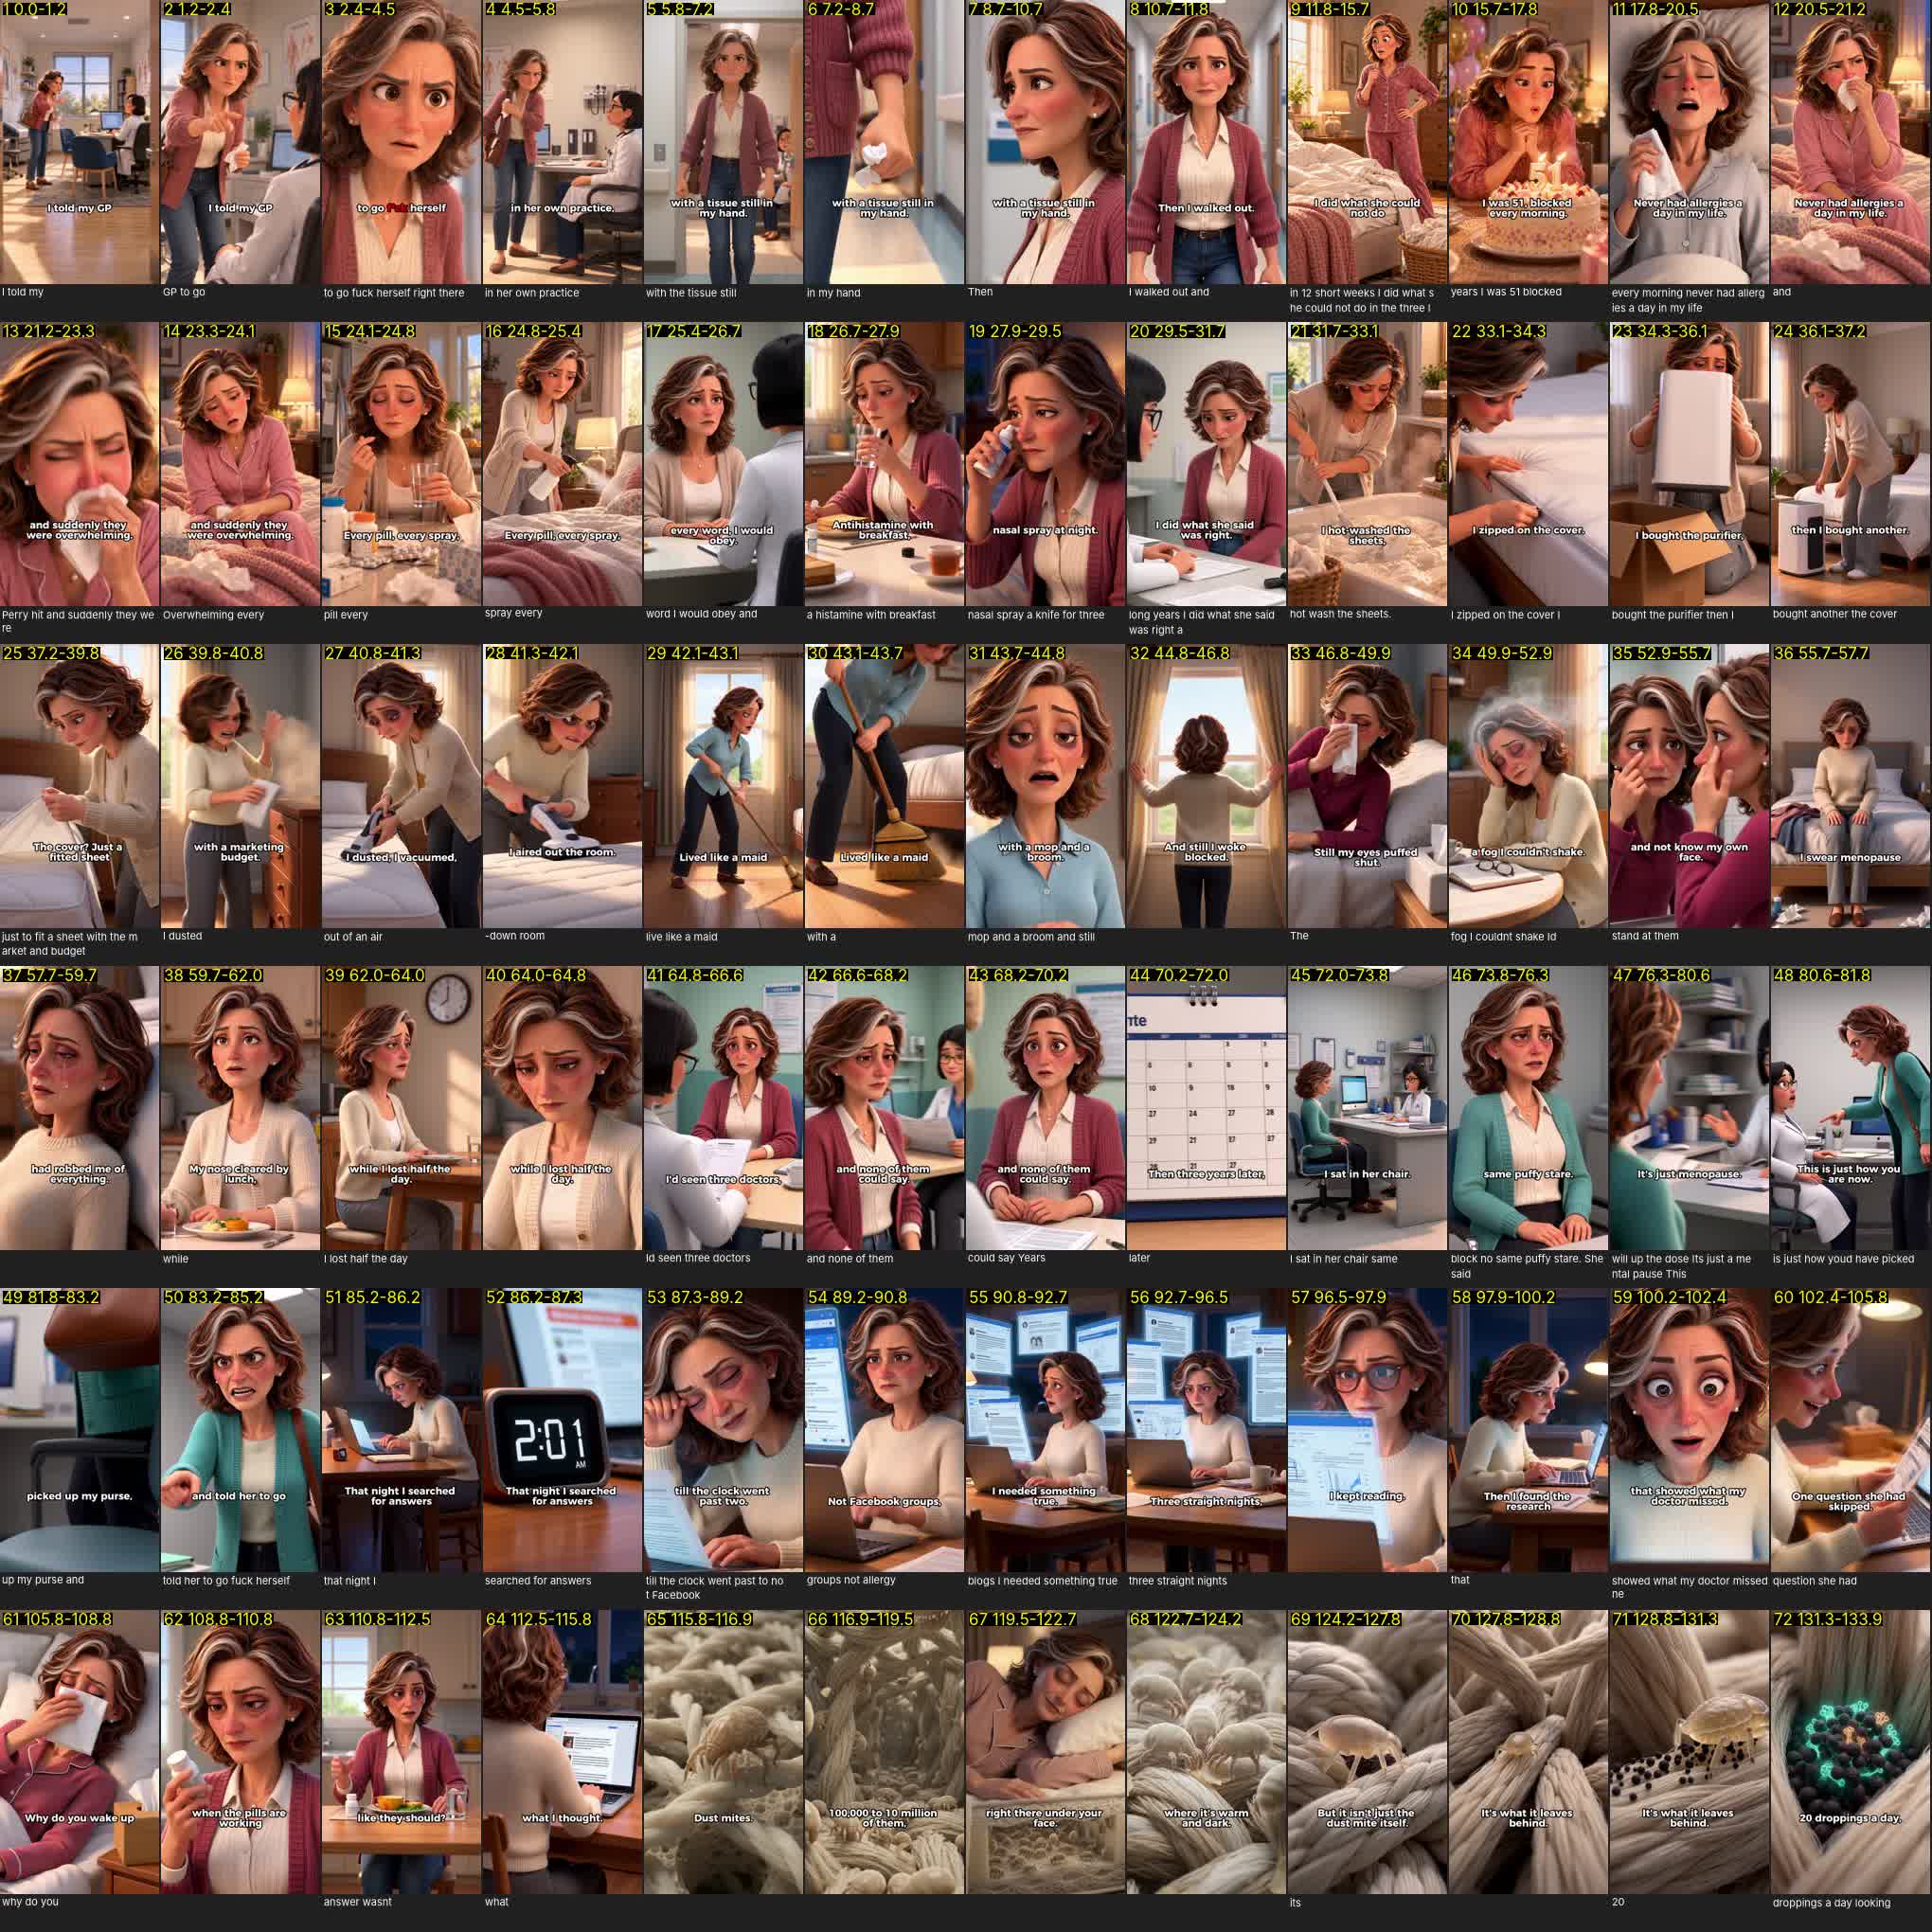 1 0.0-1.2
I told my GP
I told my
2 1.2-2.4
I told my GP
GP to go
3 2.4-4.5
to go herself
to go fuck herself right there
4 4.5-5.8
in her own practice,
in her own practice
5 5.8-7.2
with a tissue still in
my hand.
with the tissue still
6 7.2-8.7
with a tissue still in
my hand.
in my hand
7 8.7-10.7
with a tissue still in
my hand.
Then
8 10.7-11.8
Then I walked out.
I walked out and
9 11.8-15.7
I did what she could
not do
in 12 short weeks I did what s
he could not do in the three l
10 15.7-17.8
51
I was 51, blocked
every morning.
years I was 51 blocked
11 17.8-20.5
Never had allergies a
day in my life.
every morning never had allerg
ies a day in my life
12 20.5-21.2
Never had allergies a
day in my life.
and
13 21.2-23.3
and suddenly they
were overwhelming.
Perry hit and suddenly they we
re
14 23.3-24.1
and suddenly they
were overwhelming.
Overwhelming every
15 24.1-24.8
Every pill, every spray,
pill every
16 24.8-25.4
Every pill, every spray,
spray every
17 25.4-26.7
every word, I would
obey.
word I would obey and
18 26.7-27.9
Antihistamine with
breakfast,
a histamine with breakfast
19 27.9-29.5
nasal spray at night.
nasal spray a knife for three
20 29.5-31.7
I did what she said
was right.
long years I did what she said
was right a
21 31.7-33.1
I hot-washed the
sheets,
hot wash the sheets.
22 33.1-34.3
I zipped on the cover.
I zipped on the cover I
23 34.3-36.1
I bought the purifier,
bought the purifier then I
24 36.1-37.2
then I bought another.
bought another the cover
25 37.2-39.8
The cover? Just a
fitted sheet
just to fit a sheet with the m
arket and budget
26 39.8-40.8
with a marketing
budget.
I dusted
27 40.8-41.3
I dusted, I vacuumed,
out of an air
28 41.3-42.1
I aired out the room.
-down room
29 42.1-43.1
Lived like a maid
live like a maid
30 43.1-43.7
Lived like a maid
with a
31 43.7-44.8
with a mop and a
broom.
mop and a broom and still
32 44.8-46.8
And still I woke
blocked.
33 46.8-49.9
Still my eyes puffed
shut.
The
34 49.9-52.9
a fog I couldn't shake.
fog I couldnt shake Id
35 52.9-55.7
and not know my own
face.
stand at them
36 55.7-57.7
I swear menopause
37 57.7-59.7
had robbed me of
everything.
38 59.7-62.0
My nose cleared by
lunch,
while
39 62.0-64.0
while I lost half the
day.
I lost half the day
40 64.0-64.8
while I lost half the
day.
41 64.8-66.6
I'd seen three doctors,
Id seen three doctors
42 66.6-68.2
and none of them
could say.
and none of them
43 68.2-70.2
and none of them
could say.
could say Years
44 70.2-72.0
nte
Then three years later,
later
45 72.0-73.8
I sat in her chair.
I sat in her chair same
46 73.8-76.3
same puffy stare.
block no same puffy stare. She
said
47 76.3-80.6
It's just menopause.
will up the dose Its just a me
ntal pause This
48 80.6-81.8
This is just how you
are now.
is just how youd have picked
49 81.8-83.2
picked up my purse,
up my purse and
50 83.2-85.2
and told her to go
told her to go fuck herself
51 85.2-86.2
That night I searched
for answers
that night I
52 86.2-87.3
2:01
AM
That night I searched
for answers
searched for answers
53 87.3-89.2
till the clock went
past two.
till the clock went past to no
t Facebook
54 89.2-90.8
Not Facebook groups,
groups not allergy
55 90.8-92.7
I needed something
true.
blogs I needed something true
56 92.7-96.5
Three straight nights,
three straight nights
57 96.5-97.9
I kept reading.
58 97.9-100.2
Then I found the
research
that
59 100.2-102.4
that showed what my
doctor missed.
showed what my doctor missed
ne
60 102.4-105.8
One question she had
skipped.
question she had
61 105.8-108.8
Why do you wake up
why do you
62 108.8-110.8
when the pills are
working
63 110.8-112.5
like they should?
answer wasnt
64 112.5-115.8
what I thought.
what
65 115.8-116.9
Dust mites.
66 116.9-119.5
100,000 to 10 million
of them,
67 119.5-122.7
right there under your
face.
68 122.7-124.2
where it's warm
and dark.
69 124.2-127.8
But it isn't just the
dust mite itself.
its
70 127.8-128.8
It's what it leaves
behind.
71 128.8-131.3
It's what it leaves
behind.
20
72 131.3-133.9
20 droppings a day,
droppings a day looking